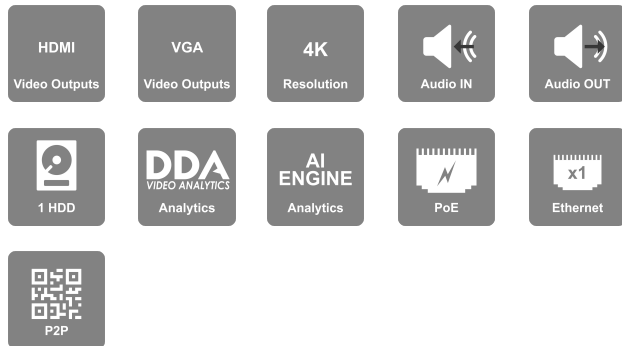 HDMI
Video Outputs
VGA
Video Outputs
4K
Resolution
Audio IN
Audio OUT
1 HDD
DDA
VIDEO ANALYTICS
Analytics
AI
ENGINE
Analytics
PoE
x1
Ethernet
P2P